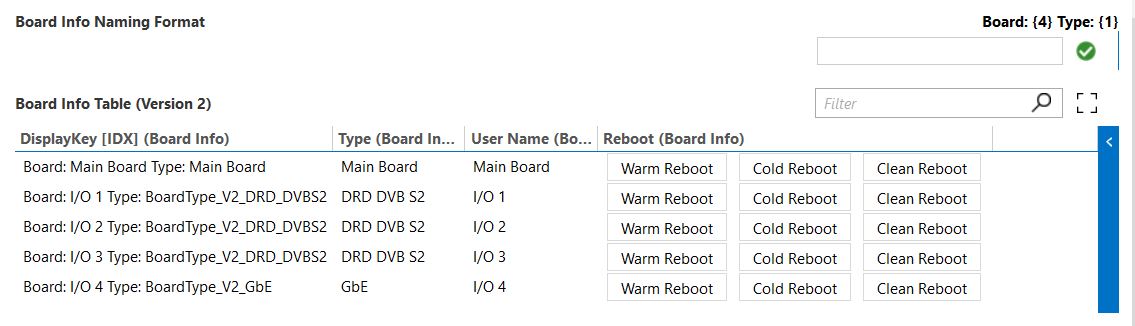 Board Info Naming Format Board: {4} Type: {1}
Board Info Table (Version 2) Filter
DisplayKey [IDX] (Board Info) Type (Board In... User Name (Bo... Reboot (Board Info)
Board: Main Board Type: Main Board Main Board Main Board Warm Reboot Cold Reboot Clean Reboot
Board: I/O 1 Type: BoardType_V2_DRD_DVBS2 DRD DVB S2 I/O 1 Warm Reboot Cold Reboot Clean Reboot
Board: I/O 2 Type: BoardType_V2_DRD_DVBS2 DRD DVB S2 I/O 2 Warm Reboot Cold Reboot Clean Reboot
Board: I/O 3 Type: BoardType_V2_DRD_DVBS2 DRD DVB S2 I/O 3 Warm Reboot Cold Reboot Clean Reboot
Board: I/O 4 Type: BoardType_V2_GbE GbE I/O 4 Warm Reboot Cold Reboot Clean Reboot